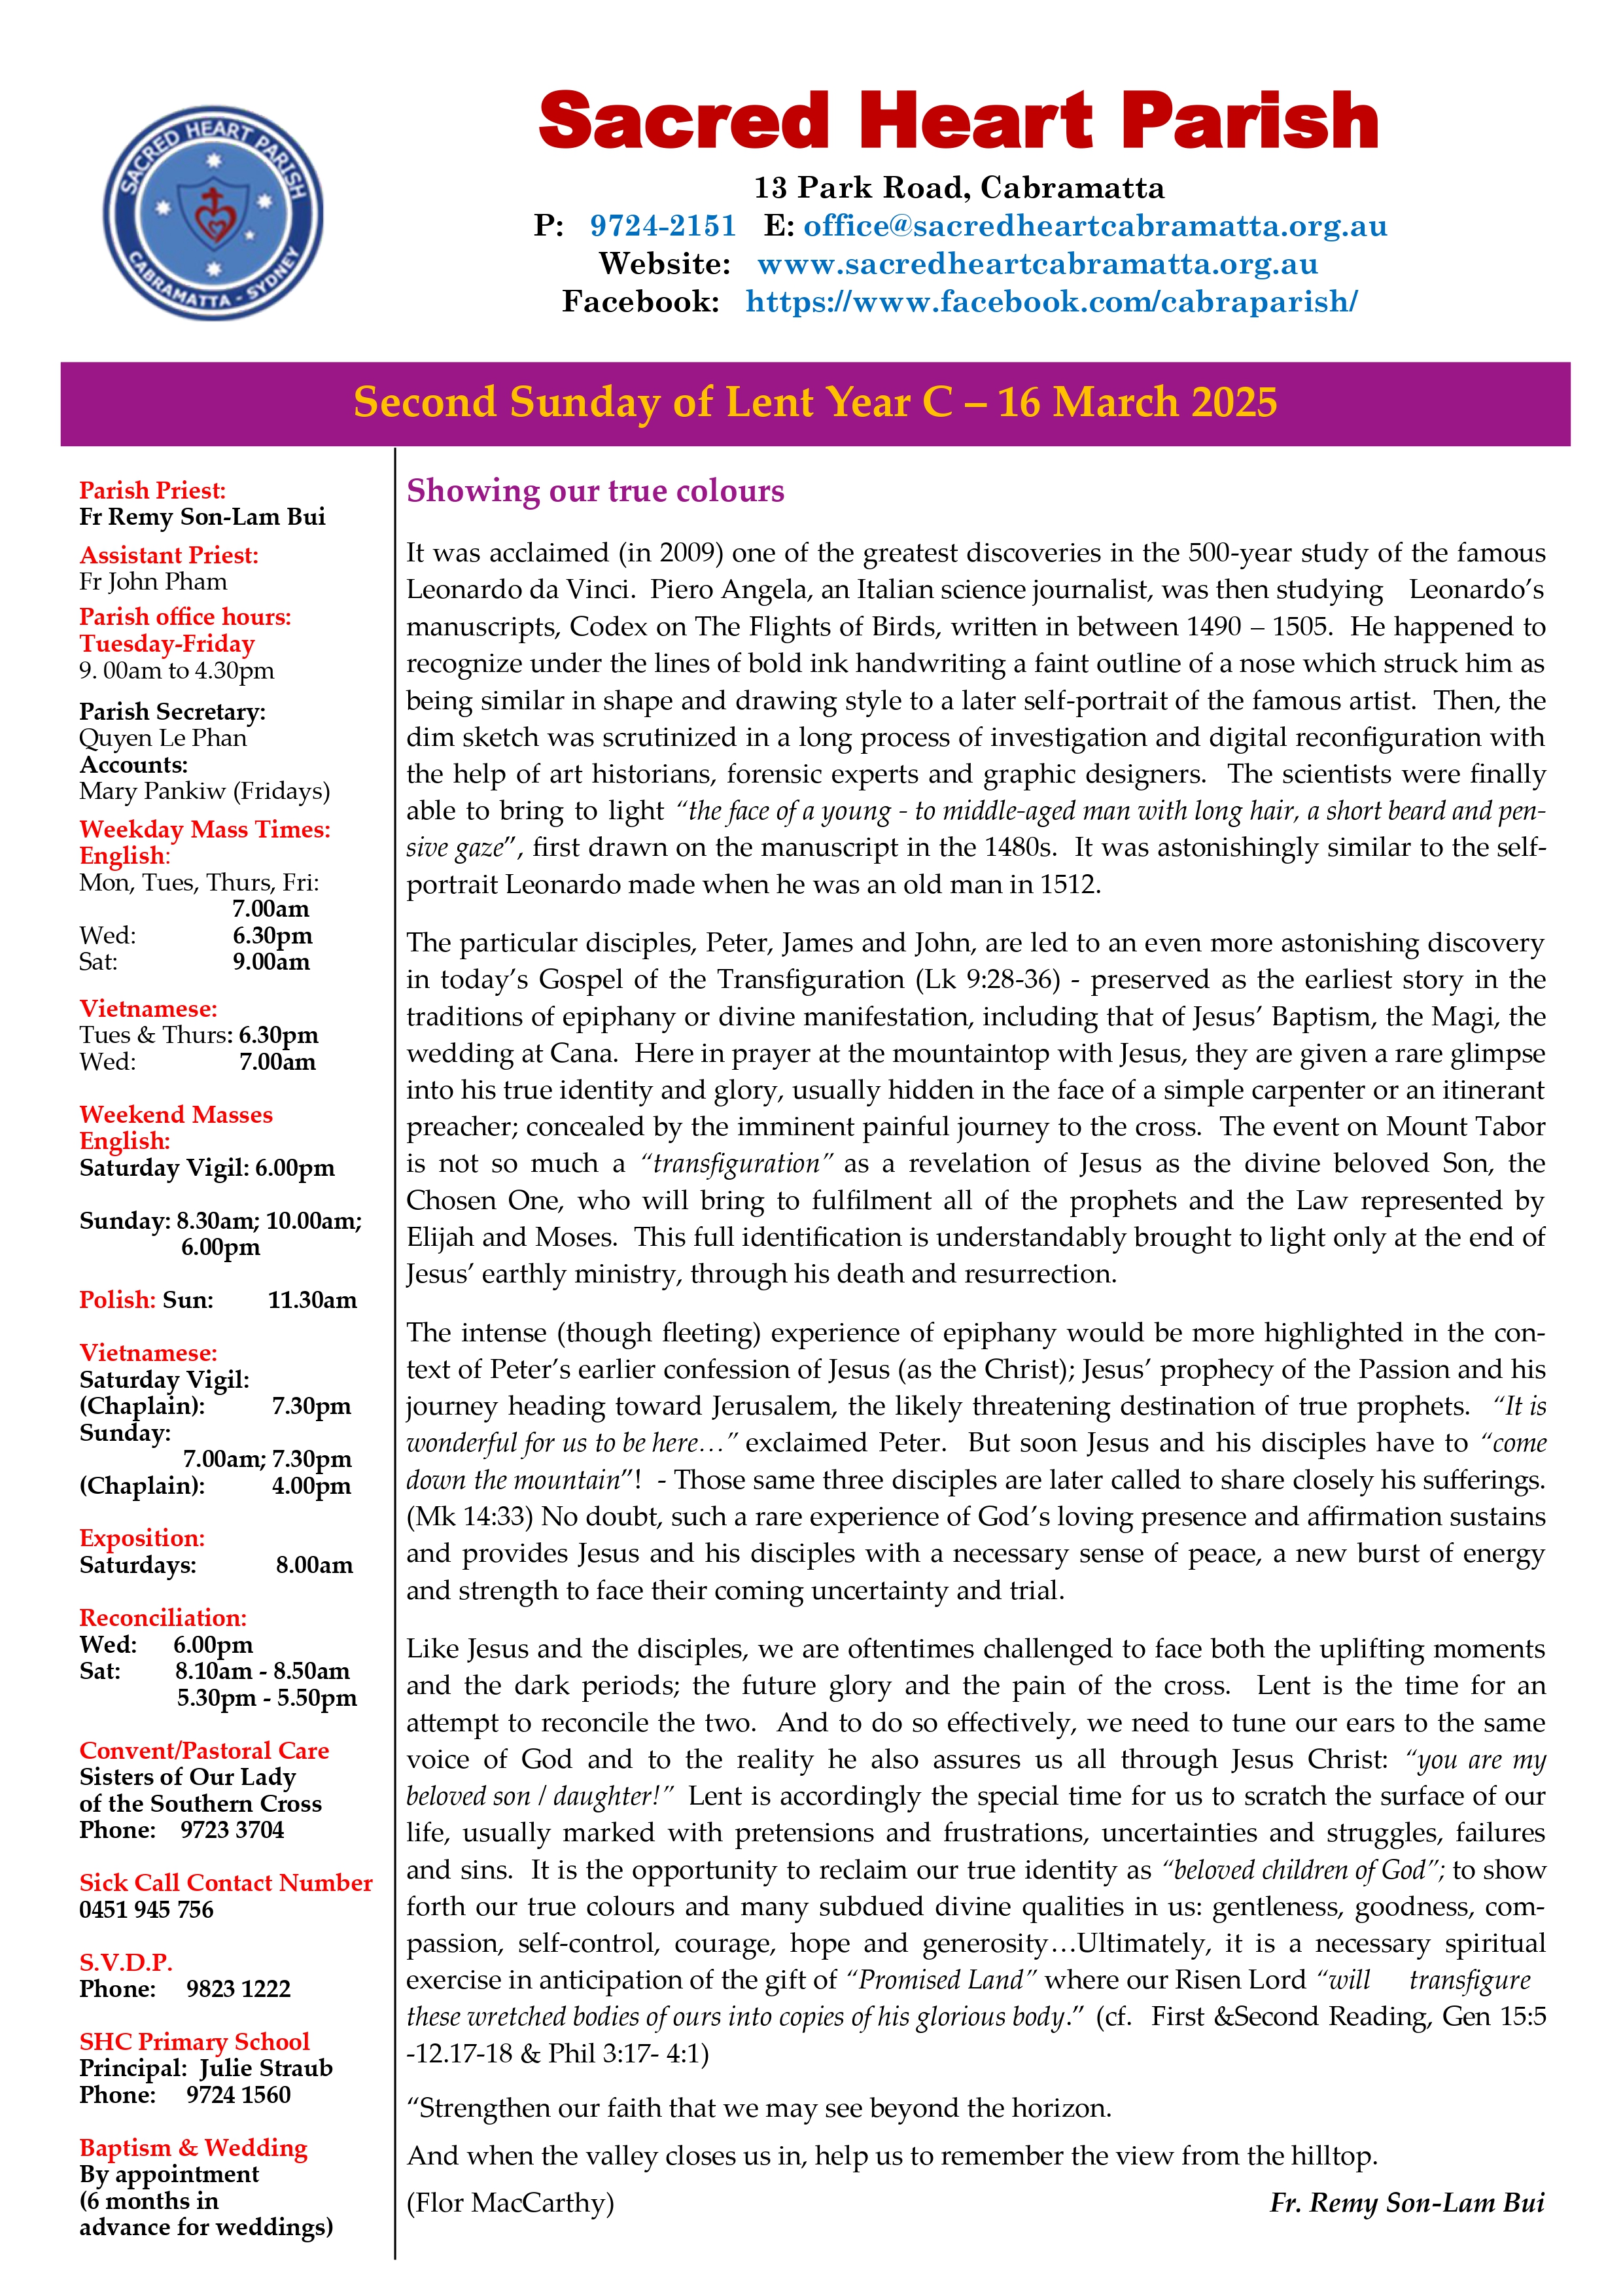 SACRED HEART PARISH
CABRAMATTA - SYDNEY
Sacred Heart Parish
13 Park Road, Cabramatta
P: 9724-2151 E: office@sacredheartcabramatta.org.au
Website: www.sacredheartcabramatta.org.au
Facebook: https://www.facebook.com/cabraparish/
Second Sunday of Lent Year C – 16 March 2025
Parish Priest:
Fr Remy Son-Lam Bui
Assistant Priest:
Fr John Pham
Parish office hours:
Tuesday-Friday
9. 00am to 4.30pm
Parish Secretary:
Quyen Le Phan
Accounts:
Mary Pankiw (Fridays)
Weekday Mass Times:
English:
Mon, Tues, Thurs, Fri:
7.00am
Wed: 6.30pm
Sat: 9.00am
Vietnamese:
Tues & Thurs: 6.30pm
Wed: 7.00am
Weekend Masses
English:
Saturday Vigil: 6.00pm
Sunday: 8.30am; 10.00am;
6.00pm
Polish: Sun: 11.30am
Vietnamese:
Saturday Vigil:
(Chaplain): 7.30pm
Sunday:
7.00am; 7.30pm
(Chaplain): 4.00pm
Exposition:
Saturdays: 8.00am
Reconciliation:
Wed: 6.00pm
Sat: 8.10am - 8.50am
5.30pm - 5.50pm
Convent/Pastoral Care
Sisters of Our Lady
of the Southern Cross
Phone: 9723 3704
Sick Call Contact Number
0451 945 756
S.V.D.P.
Phone: 9823 1222
SHC Primary School
Principal: Julie Straub
Phone: 9724 1560
Baptism & Wedding
By appointment
(6 months in
advance for weddings)
Showing our true colours
It was acclaimed (in 2009) one of the greatest discoveries in the 500-year study of the famous
Leonardo da Vinci. Piero Angela, an Italian science journalist, was then studying Leonardo’s
manuscripts, Codex on The Flights of Birds, written in between 1490 – 1505. He happened to
recognize under the lines of bold ink handwriting a faint outline of a nose which struck him as
being similar in shape and drawing style to a later self-portrait of the famous artist. Then, the
dim sketch was scrutinized in a long process of investigation and digital reconfiguration with
the help of art historians, forensic experts and graphic designers. The scientists were finally
able to bring to light “the face of a young - to middle-aged man with long hair, a short beard and pen-
sive gaze”, first drawn on the manuscript in the 1480s. It was astonishingly similar to the self-
portrait Leonardo made when he was an old man in 1512.
The particular disciples, Peter, James and John, are led to an even more astonishing discovery
in today’s Gospel of the Transfiguration (Lk 9:28-36) - preserved as the earliest story in the
traditions of epiphany or divine manifestation, including that of Jesus’ Baptism, the Magi, the
wedding at Cana. Here in prayer at the mountaintop with Jesus, they are given a rare glimpse
into his true identity and glory, usually hidden in the face of a simple carpenter or an itinerant
preacher; concealed by the imminent painful journey to the cross. The event on Mount Tabor
is not so much a “transfiguration” as a revelation of Jesus as the divine beloved Son, the
Chosen One, who will bring to fulfilment all of the prophets and the Law represented by
Elijah and Moses. This full identification is understandably brought to light only at the end of
Jesus’ earthly ministry, through his death and resurrection.
The intense (though fleeting) experience of epiphany would be more highlighted in the con-
text of Peter’s earlier confession of Jesus (as the Christ); Jesus’ prophecy of the Passion and his
journey heading toward Jerusalem, the likely threatening destination of true prophets. “It is
wonderful for us to be here…” exclaimed Peter. But soon Jesus and his disciples have to “come
down the mountain”! - Those same three disciples are later called to share closely his sufferings.
(Mk 14:33) No doubt, such a rare experience of God’s loving presence and affirmation sustains
and provides Jesus and his disciples with a necessary sense of peace, a new burst of energy
and strength to face their coming uncertainty and trial.
Like Jesus and the disciples, we are oftentimes challenged to face both the uplifting moments
and the dark periods; the future glory and the pain of the cross. Lent is the time for an
attempt to reconcile the two. And to do so effectively, we need to tune our ears to the same
voice of God and to the reality he also assures us all through Jesus Christ: “you are my
beloved son / daughter!” Lent is accordingly the special time for us to scratch the surface of our
life, usually marked with pretensions and frustrations, uncertainties and struggles, failures
and sins. It is the opportunity to reclaim our true identity as “beloved children of God”; to show
forth our true colours and many subdued divine qualities in us: gentleness, goodness, com-
passion, self-control, courage, hope and generosity…Ultimately, it is a necessary spiritual
exercise in anticipation of the gift of “Promised Land” where our Risen Lord “will transfigure
these wretched bodies of ours into copies of his glorious body.” (cf. First &Second Reading, Gen 15:5
-12.17-18 & Phil 3:17- 4:1)
“Strengthen our faith that we may see beyond the horizon.
And when the valley closes us in, help us to remember the view from the hilltop.
(Flor MacCarthy) Fr. Remy Son-Lam Bui